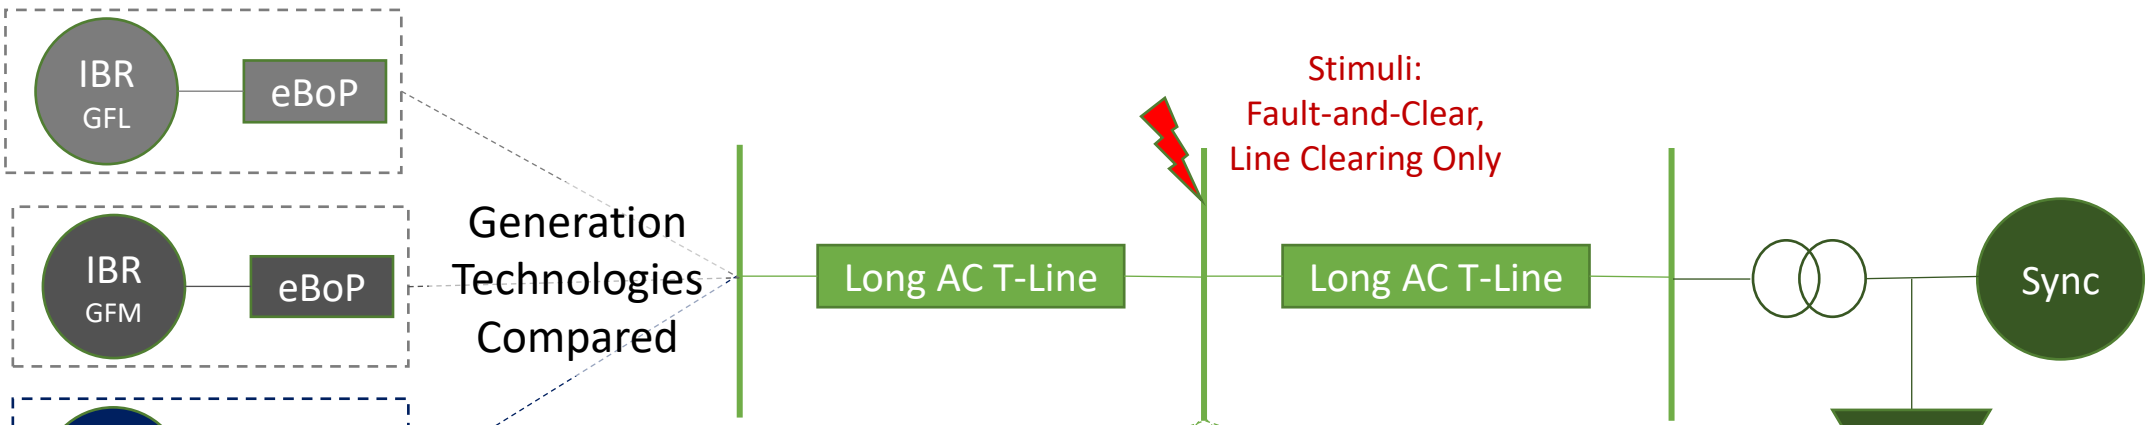 IBR
GFL
eBoP
Stimuli:
Fault-and-Clear,
Line Clearing Only
IBR
GFM
eBoP
Generation
Technologies
Compared
Long AC T-Line
Long AC T-Line
Sync